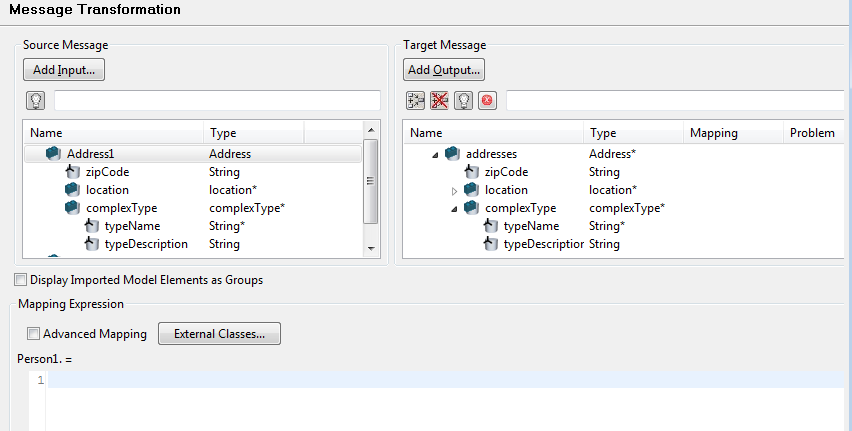 Message Transformation
Source Message
Add Input...
Name Type
Address1 Address
zipCode String
location location*
complexType complexType*
typeName String*
typeDescription String
Target Message
Add Output...
Name Type Mapping Problem
addresses Address*
zipCode String
location location*
complexType complexType*
typeName String*
typeDescription String
Display Imported Model Elements as Groups
Mapping Expression
Advanced Mapping External Classes...
Person1. =
1